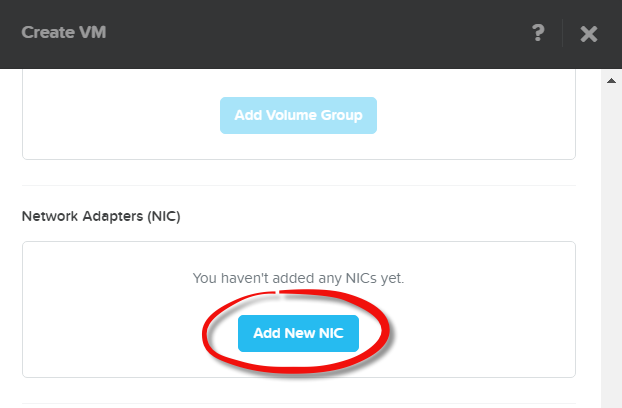 Create VM
?
Add Volume Group
Network Adapters (NIC)
You haven't added any NICs yet.
Add New NIC